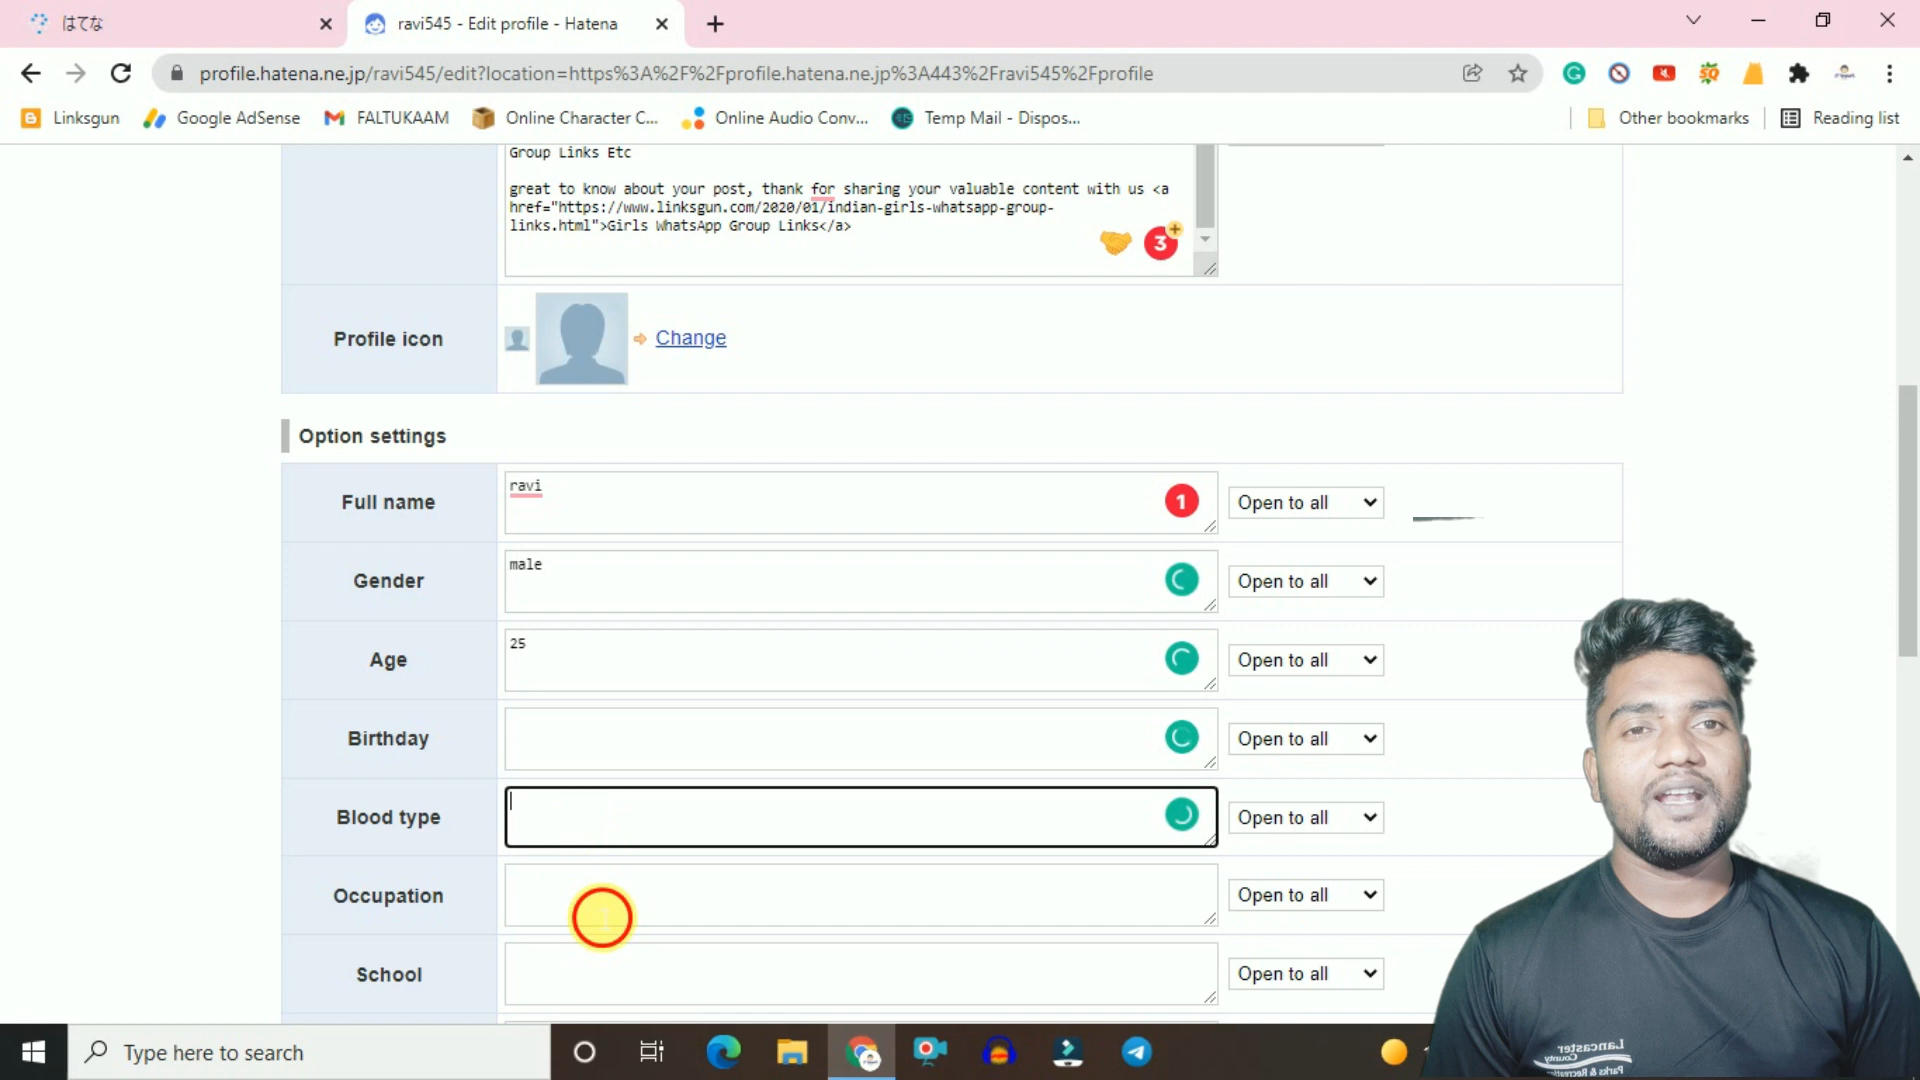 はてな
ravi545 - Edit profile - Hatena
profile.hatena.ne.jp/ravi545/edit?location=https%3A%2F%2Fprofile.hatena.ne.jp%3A443%2Fravi545%2Fprofile
Linksgun
Google AdSense
FALTUKAAM
Online Character C...
Online Audio Conv...
Temp Mail - Dispos...
Other bookmarks
Reading list
Group Links Etc
great to know about your post, thank for sharing your valuable content with us <a
href="https://www.linksgun.com/2020/01/indian-girls-whatsapp-group-
links.html">Girls WhatsApp Group Links</a>
3
Profile icon
Change
Option settings
Full name
ravi
1
Open to all
Gender
male
Open to all
Age
25
Open to all
Birthday
Open to all
Blood type
Open to all
Occupation
Open to all
School
Open to all
Type here to search
Lancaster
County
Parks & Recreation